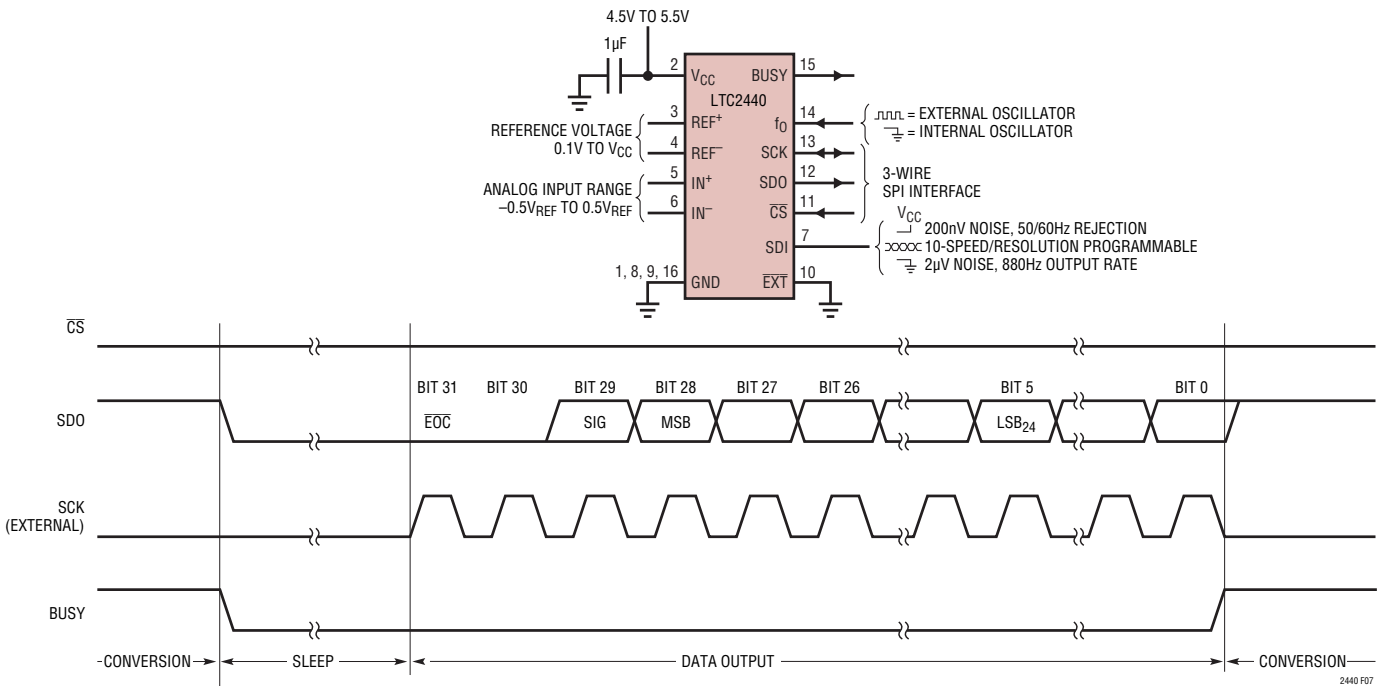 4.5V TO 5.5V
1µF
2
VCC
BUSY
15
LTC2440
REFERENCE VOLTAGE
0.1V TO VCC
3
REF+
4
REF–
ANALOG INPUT RANGE
–0.5VREF TO 0.5VREF
5
IN+
6
IN–
1, 8, 9, 16
GND
fO
14
= EXTERNAL OSCILLATOR
= INTERNAL OSCILLATOR
SCK
13
SDO
12
CS
11
3-WIRE
SPI INTERFACE
SDI
7
VCC
200nV NOISE, 50/60Hz REJECTION
10-SPEED/RESOLUTION PROGRAMMABLE
2µV NOISE, 880Hz OUTPUT RATE
EXT
10
CS
BIT 31 BIT 30 BIT 29 BIT 28 BIT 27 BIT 26 BIT 5 BIT 0
SDO
EOC SIG MSB LSB24
SCK
(EXTERNAL)
BUSY
CONVERSION SLEEP DATA OUTPUT CONVERSION
2440 F07